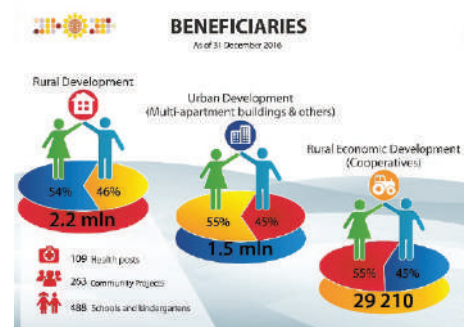 BENEFICIARIES
As of 31 December 2016
Rural Development
54%
46%
2.2 mln
Urban Development
(Multi-apartment buildings & others)
55%
45%
1.5 mln
Rural Economic Development
(Cooperatives)
55%
45%
29 210
109 Health posts
263 Community Projects
488 Schools and kindergartens